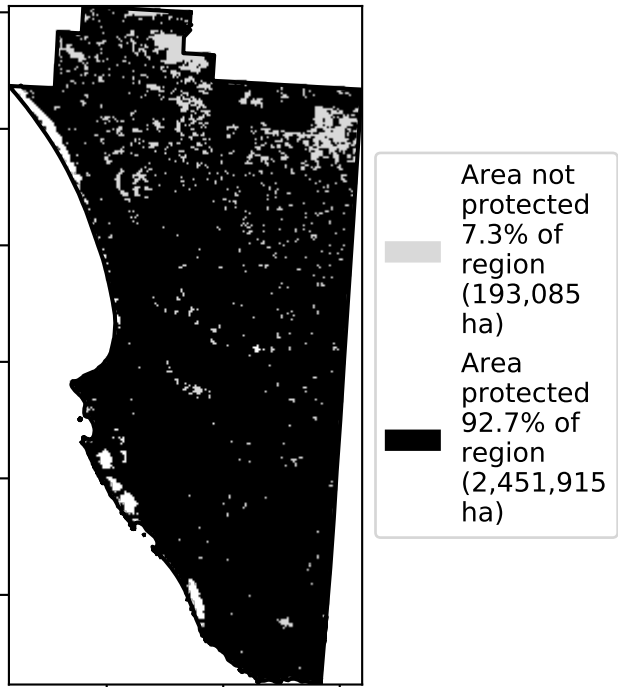 Area not
protected
7.3% of
region
(193,085
ha)
Area
protected
92.7% of
region
(2,451,915
ha)